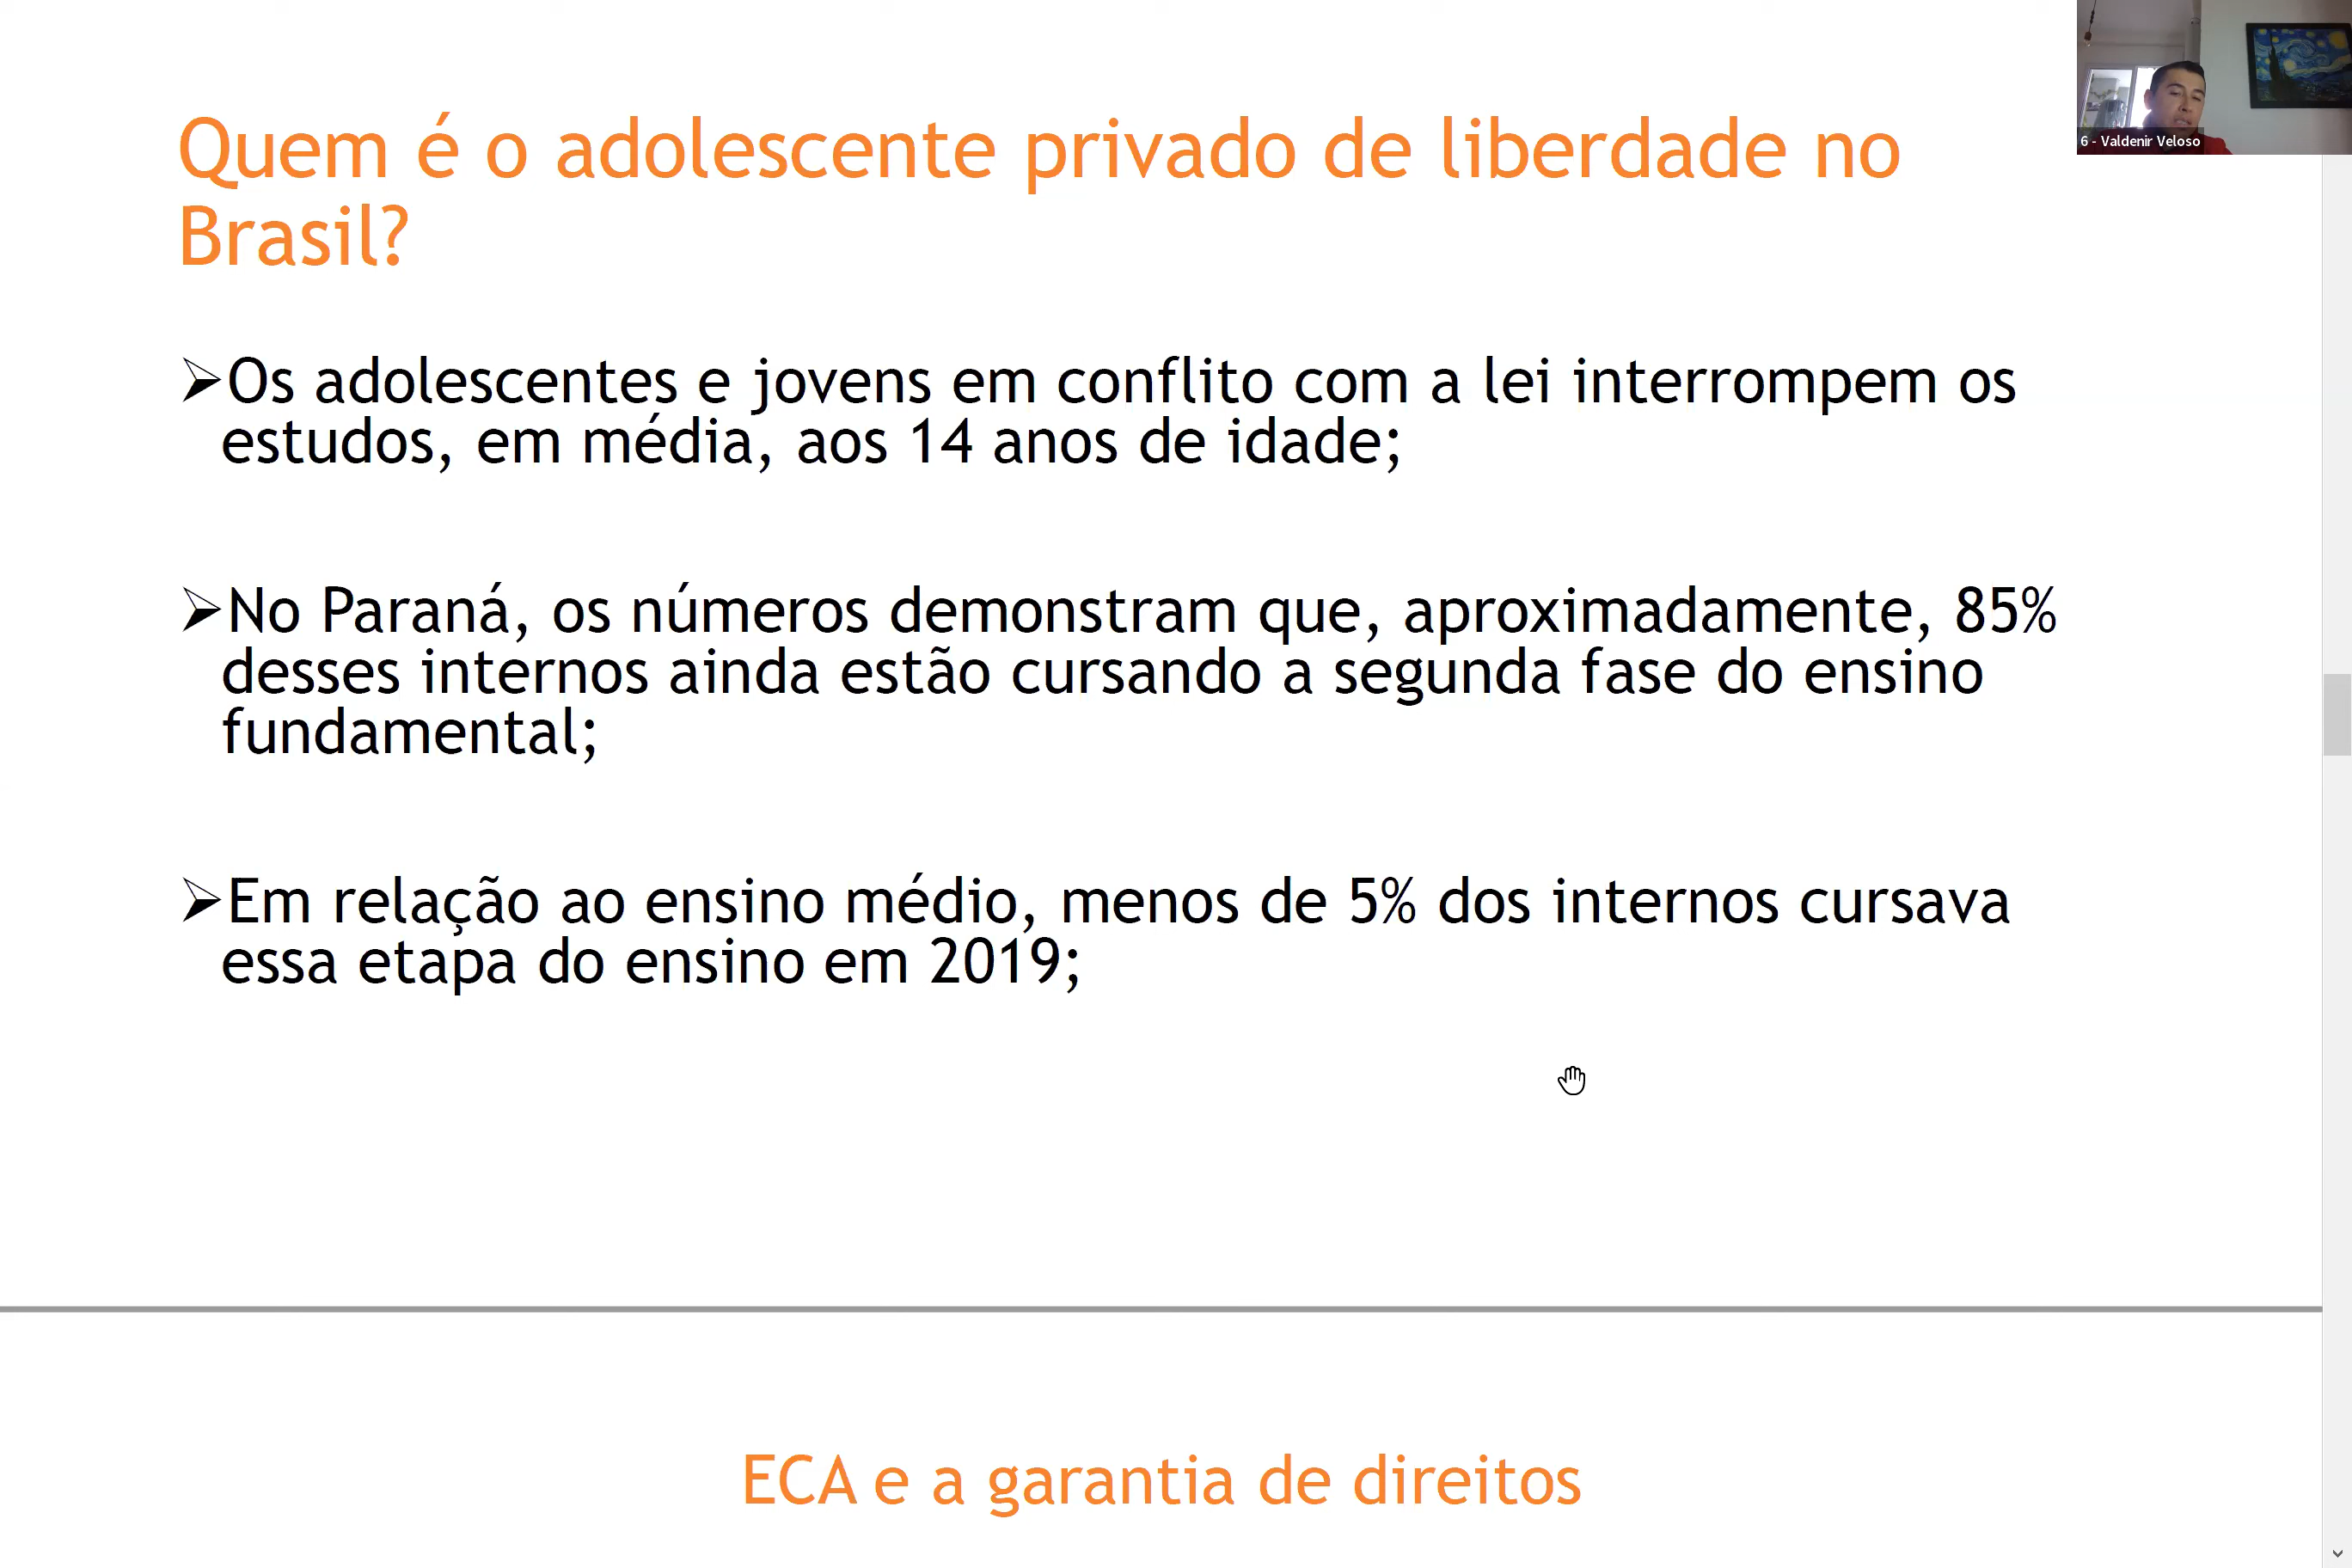 Quem é o adolescente privado de liberdade no
Brasil?
6 - Valdenir Veloso
➢Os adolescentes e jovens em conflito com a lei interrompem os
estudos, em média, aos 14 anos de idade;
➢No Paraná, os números demonstram que, aproximadamente, 85%
desses internos ainda estão cursando a segunda fase do ensino
fundamental;
➢Em relação ao ensino médio, menos de 5% dos internos cursava
essa etapa do ensino em 2019;
ECA e a garantia de direitos